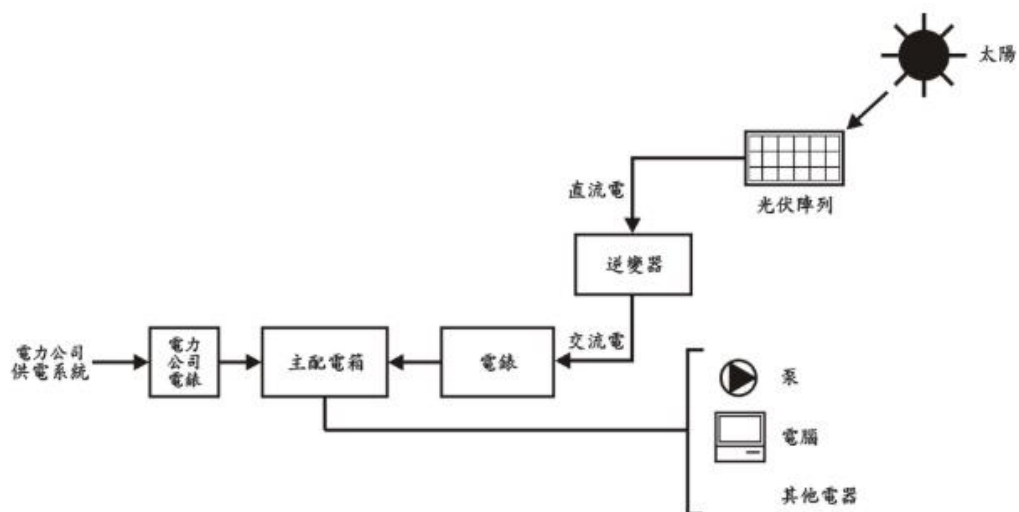 太陽
光伏陣列
直流電
逆變器
交流電
電力公司
供電系統
電力
公司
電錶
主配電箱
電錶
泵
電腦
其他電器